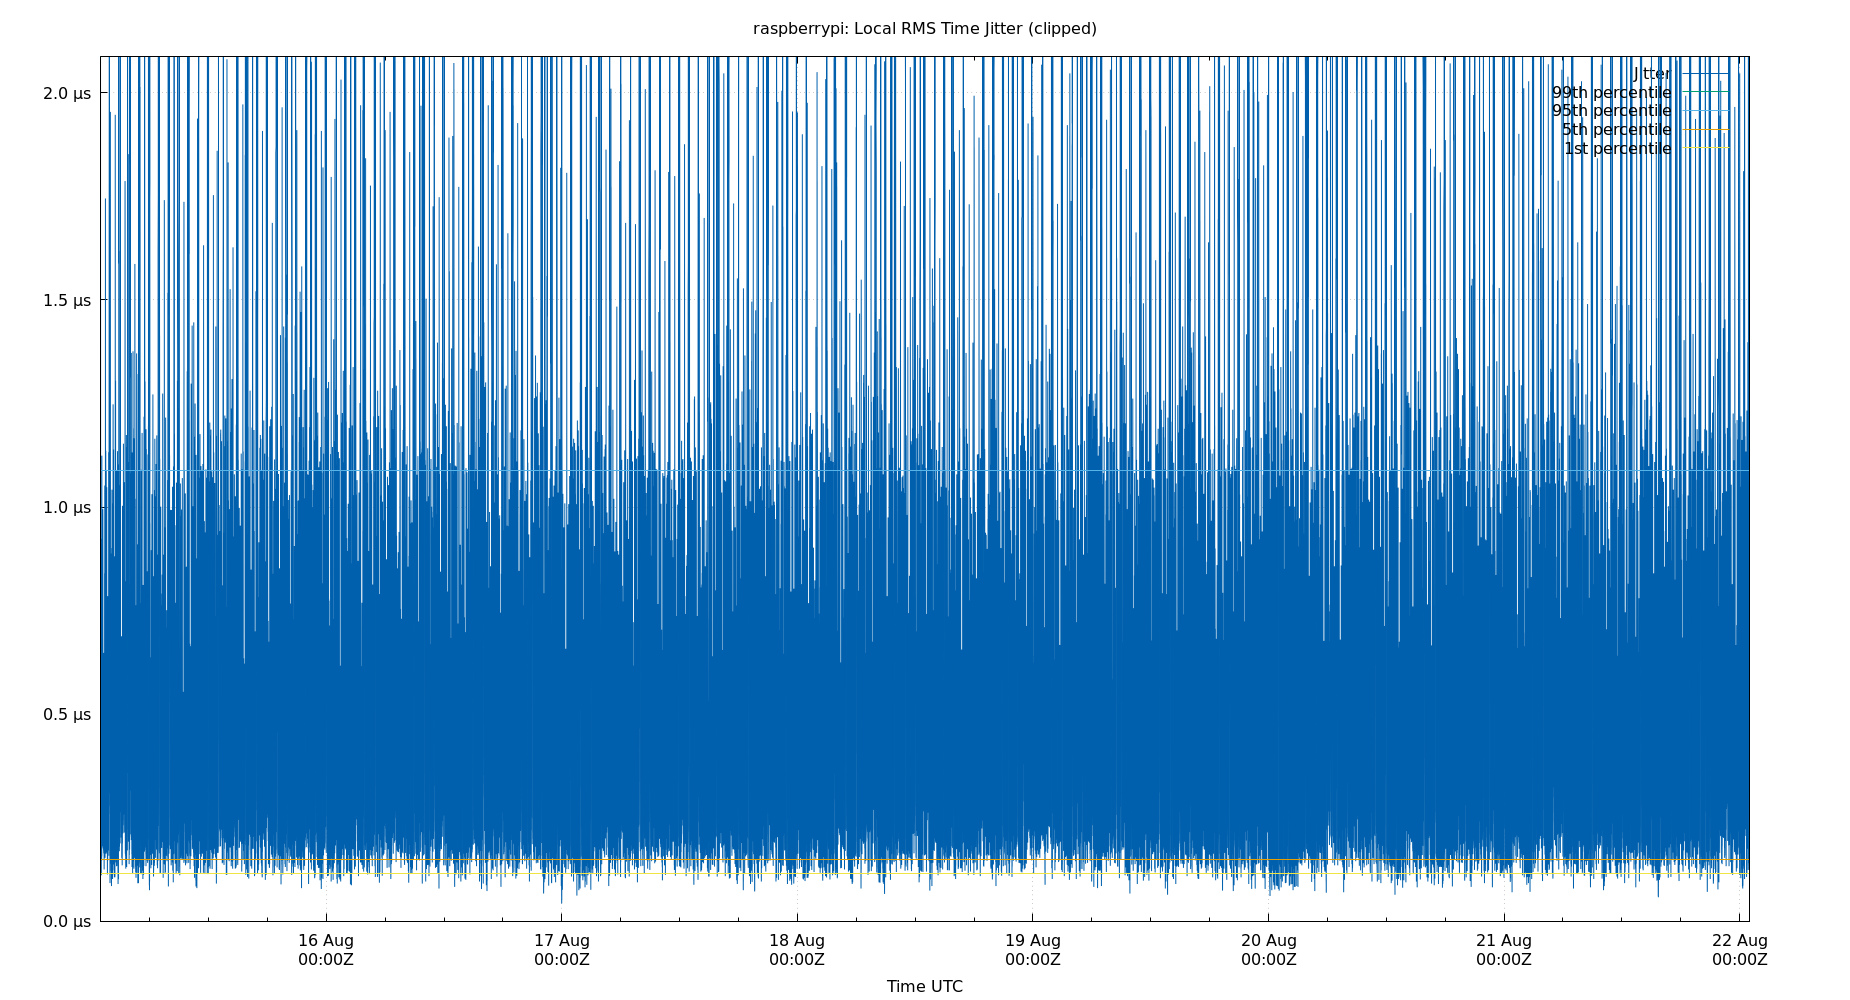 raspberrypi: Local RMS Time Jitter (clipped)
2.0 µs
1.5 µs
1.0 µs
0.5 µs
0.0 µs
Jitter
99th percentile
95th percentile
5th percentile
1st percentile
16 Aug 17 Aug 18 Aug 19 Aug 20 Aug 21 Aug 22 Aug
00:00Z 00:00Z 00:00Z 00:00Z 00:00Z 00:00Z 00:00Z
Time UTC